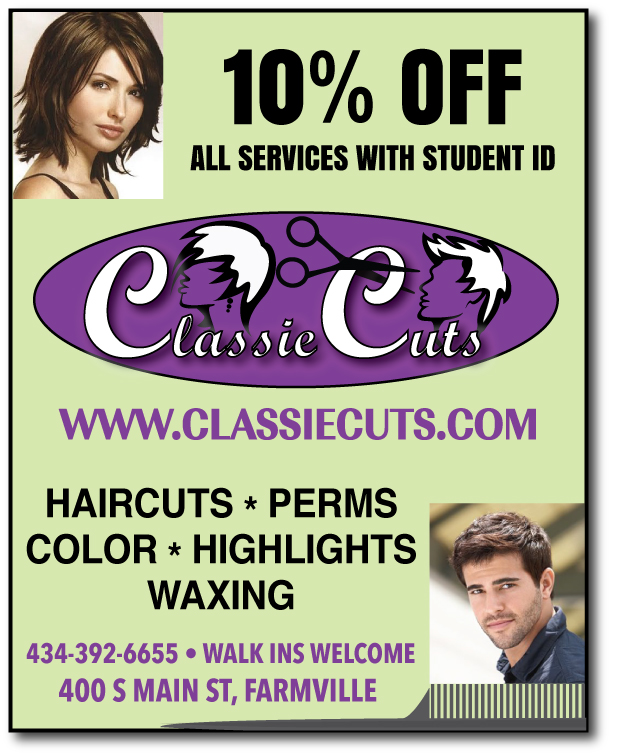 10% OFF
ALL SERVICES WITH STUDENT ID
Classie Cuts
WWW.CLASSIECUTS.COM
HAIRCUTS * PERMS
COLOR * HIGHLIGHTS
WAXING
434-392-6655 • WALK INS WELCOME
400 S MAIN ST, FARMVILLE